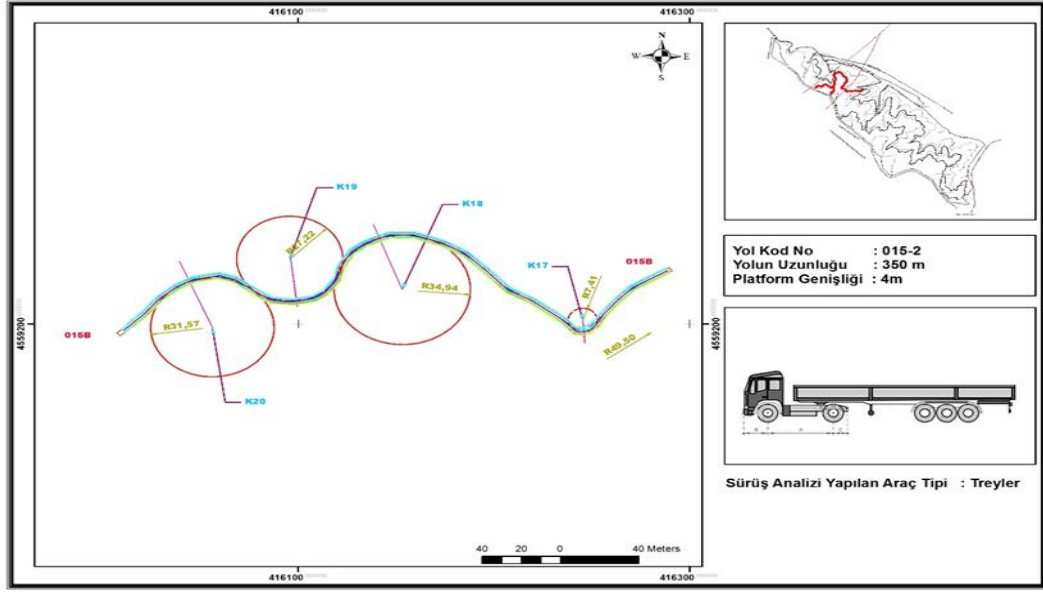 416100
416300
N
W E
S
K19
K18
K17
K20
015B
015B
R31,57
R34,94
R7,41
R49,50
4559200
4559200
416100
416300
40 20 0 40 Meters
Yol Kod No : 015-2
Yolun Uzunluğu : 350 m
Platform Genişliği : 4m
Sürüş Analizi Yapılan Araç Tipi : Treyler